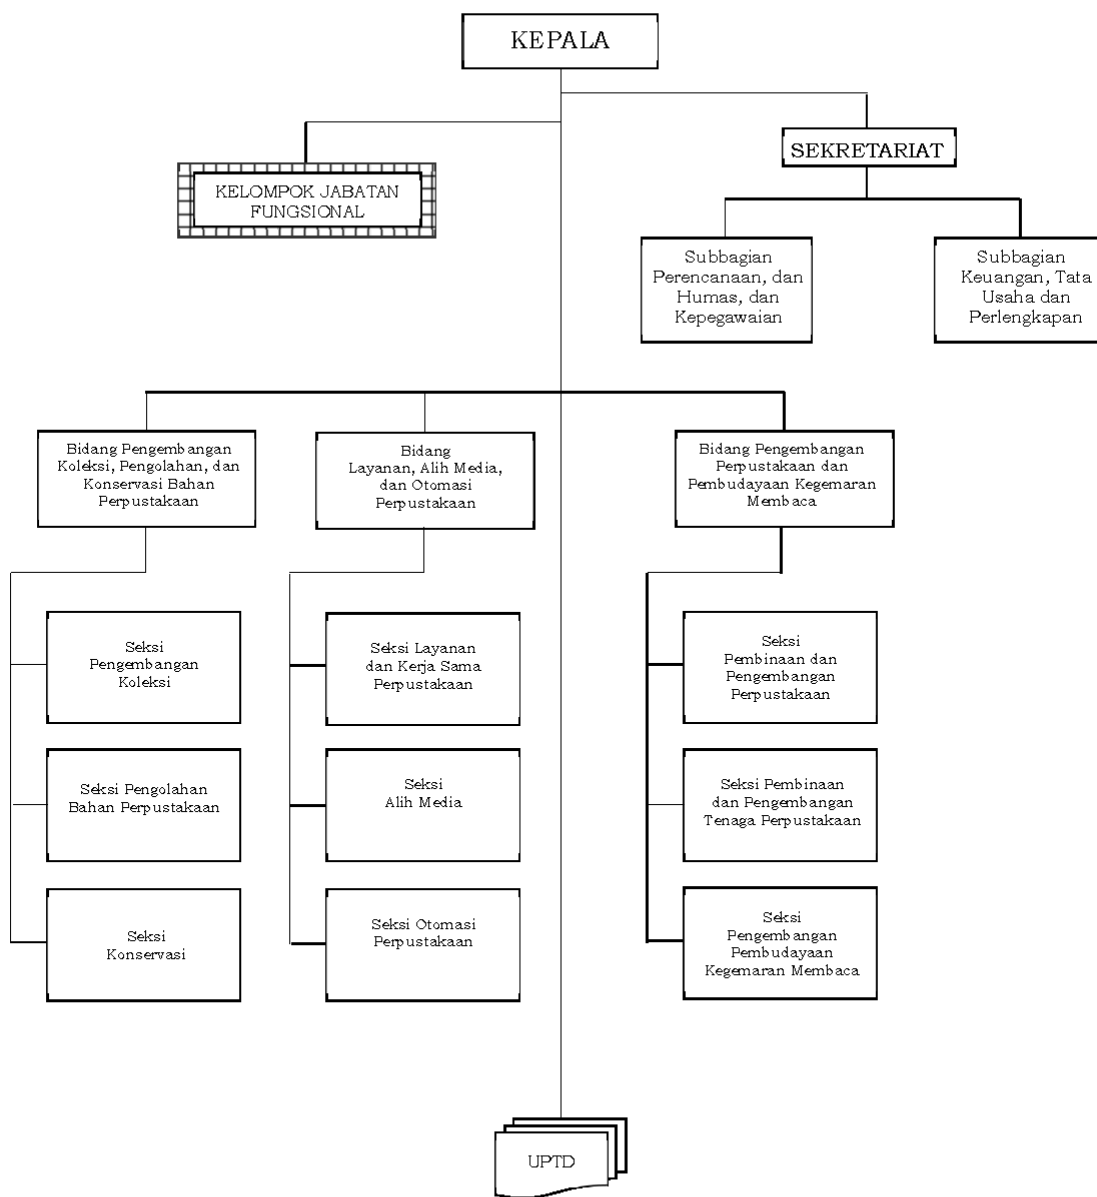 KEPALA
SEKRETARIAT
KELOMPOK JABATAN
FUNGSIONAL
Subbagian
Perencanaan, dan
Humas, dan
Kepegawaian
Subbagian
Keuangan, Tata
Usaha dan
Perlengkapan
Bidang Pengembangan
Koleksi, Pengolahan, dan
Konservasi Bahan
Perpustakaan
Bidang
Layanan, Alih Media,
dan Otomasi
Perpustakaan
Bidang Pengembangan
Perpustakaan dan
Pembudayaan Kegemaran
Membaca
Seksi
Pengembangan
Koleksi
Seksi Layanan
dan Kerja Sama
Perpustakaan
Seksi
Pembinaan dan
Pengembangan
Perpustakaan
Seksi Pengolahan
Bahan Perpustakaan
Seksi
Alih Media
Seksi Pembinaan
dan Pengembangan
Tenaga Perpustakaan
Seksi
Konservasi
Seksi Otomasi
Perpustakaan
Seksi
Pengembangan
Pembudayaan
Kegemaran Membaca
UPTD